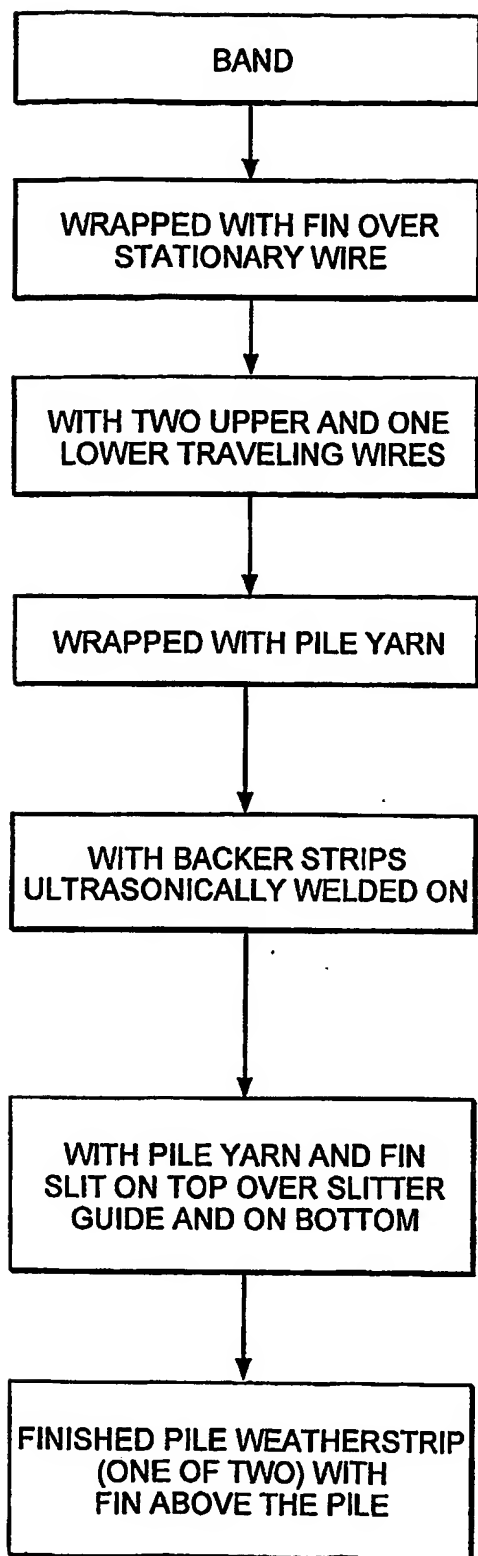 BAND
WRAPPED WITH FIN OVER
STATIONARY WIRE
WITH TWO UPPER AND ONE
LOWER TRAVELING WIRES
WRAPPED WITH PILE YARN
WITH BACKER STRIPS
ULTRASONICALLY WELDED ON
WITH PILE YARN AND FIN
SLIT ON TOP OVER SLITTER
GUIDE AND ON BOTTOM
FINISHED PILE WEATHERSTRIP
(ONE OF TWO) WITH
FIN ABOVE THE PILE